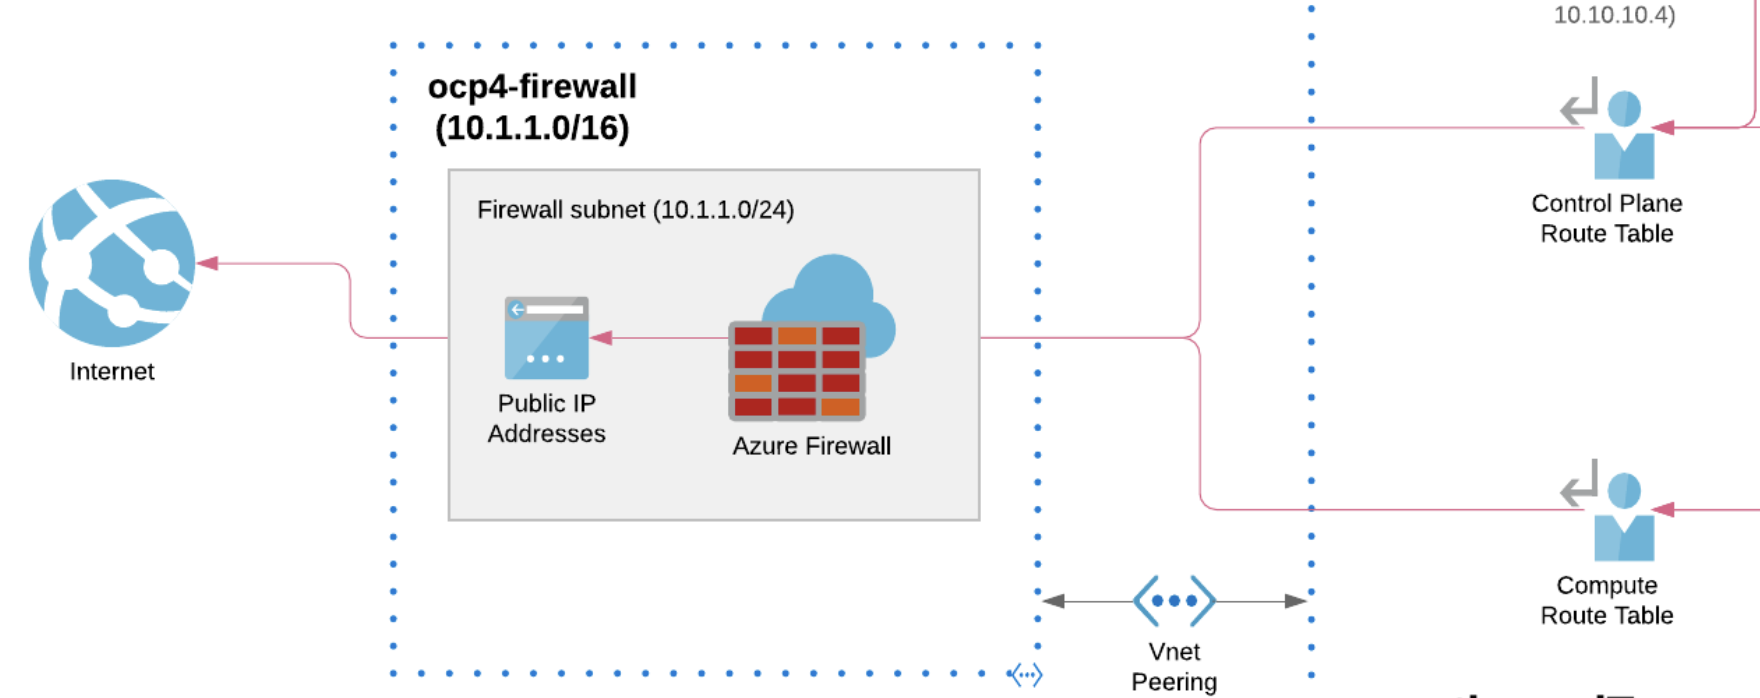 10.10.10.4)
ocp4-firewall
(10.1.1.0/16)
Firewall subnet (10.1.1.0/24)
Control Plane
Route Table
Internet
Public IP
Addresses
Azure Firewall
Compute
Route Table
Vnet
Peering